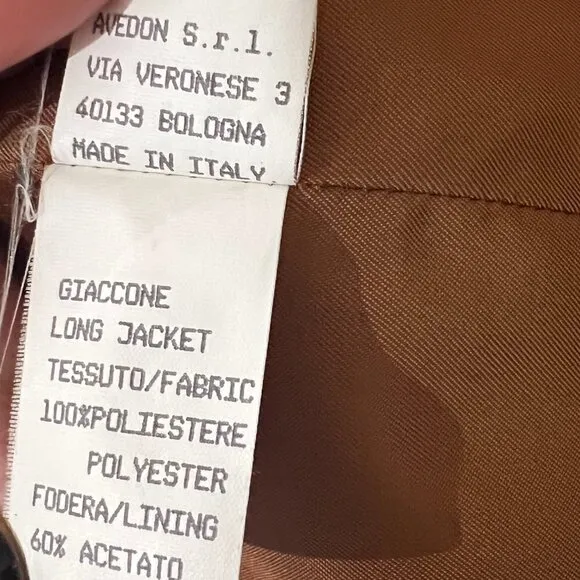 AVEDON S.r.l.
VIA VERONESE 3
40133 BOLOGNA
MADE IN ITALY
GIACCONE
LONG JACKET
TESSUTO/FABRIC
100%POLIESTERE
POLYESTER
FODERA/LINING
60% ACETATO